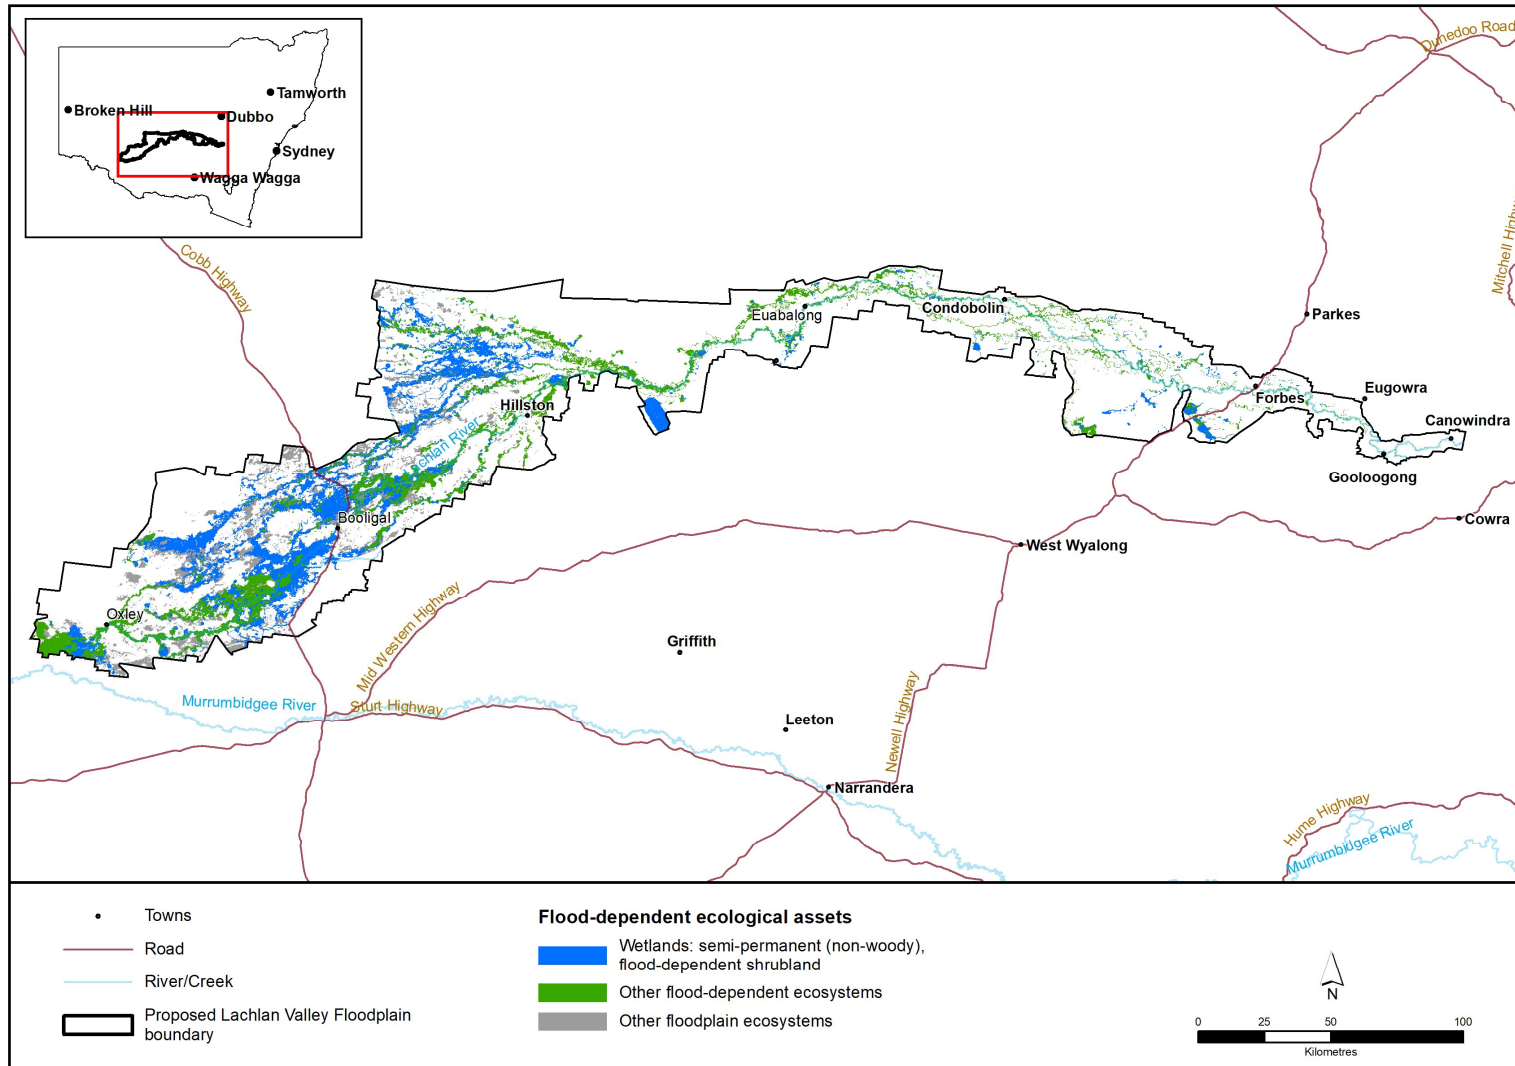 Broken Hill
Tamworth
Dubbo
Sydney
Wagga Wagga
Dunedoo Road
Cobb Highway
Euabalong
Condobolin
Parkes
Forbes
Eugowra
Canowindra
Gooloogong
Cowra
Hillston
Lachlan River
Booligal
West Wyalong
Oxley
Griffith
Mid Western Highway
Murrumbidgee River
Sturt Highway
Leeton
Newell Highway
Narrandera
Hume Highway
Murrumbidgee River
Towns
Road
River/Creek
Proposed Lachlan Valley Floodplain
boundary
Flood-dependent ecological assets
Wetlands: semi-permanent (non-woody),
flood-dependent shrubland
Other flood-dependent ecosystems
Other floodplain ecosystems
N
0 25 50 100
Kilometres
Mitchell High